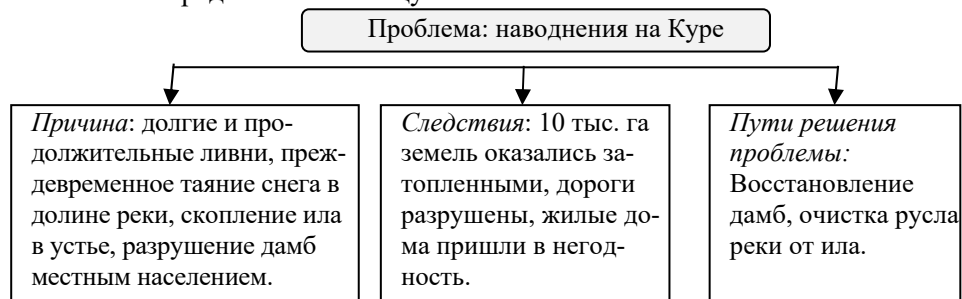 Проблема: наводнения на Куре
Причина: долгие и про-
должительные ливни, преж-
девременное таяние снега в
долине реки, скопление ила
в устье, разрушение дамб
местным населением.
Следствия: 10 тыс. га
земель оказались за-
топленными, дороги
разрушены, жилые до-
ма пришли в негод-
ность.
Пути решения
проблемы:
Восстановление
дамб, очистка русла
реки от ила.